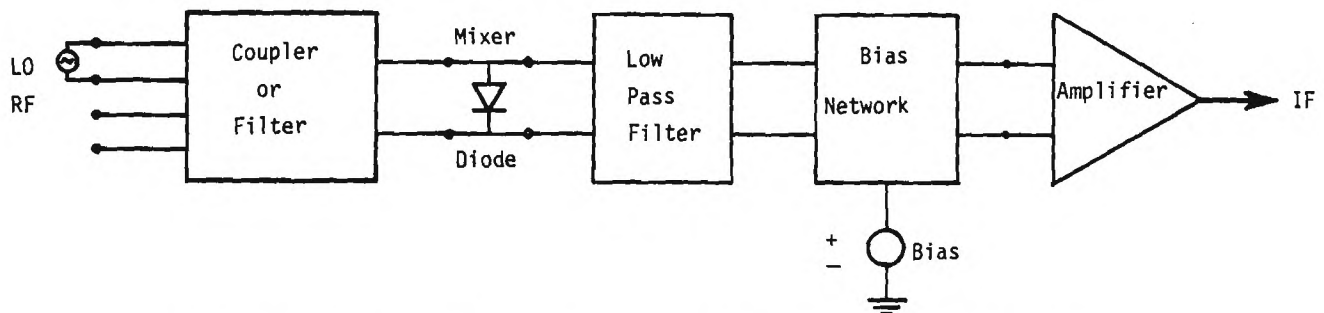 LO
RF
Coupler
or
Filter
Mixer
Diode
Low
Pass
Filter
Bias
Network
+
−
Bias
Amplifier
IF